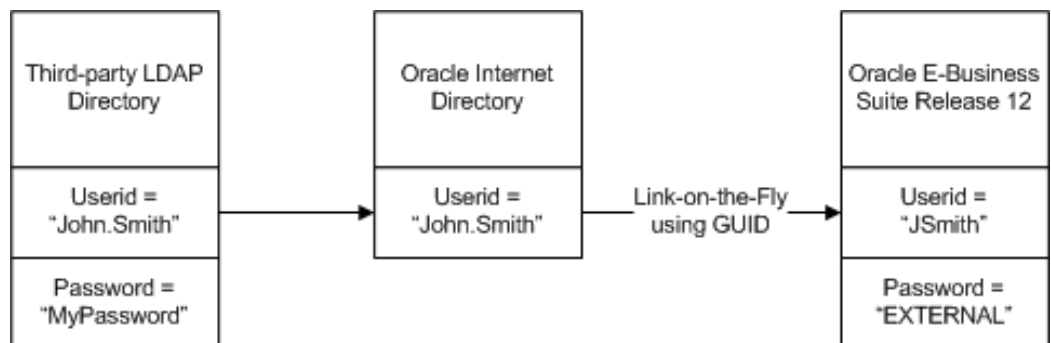 Third-party LDAP
Directory
Userid =
“John.Smith”
Password =
“MyPassword”
Oracle Internet
Directory
Userid =
“John.Smith”
Link-on-the-Fly
using GUID
Oracle E-Business
Suite Release 12
Userid =
“JSmith”
Password =
“EXTERNAL”